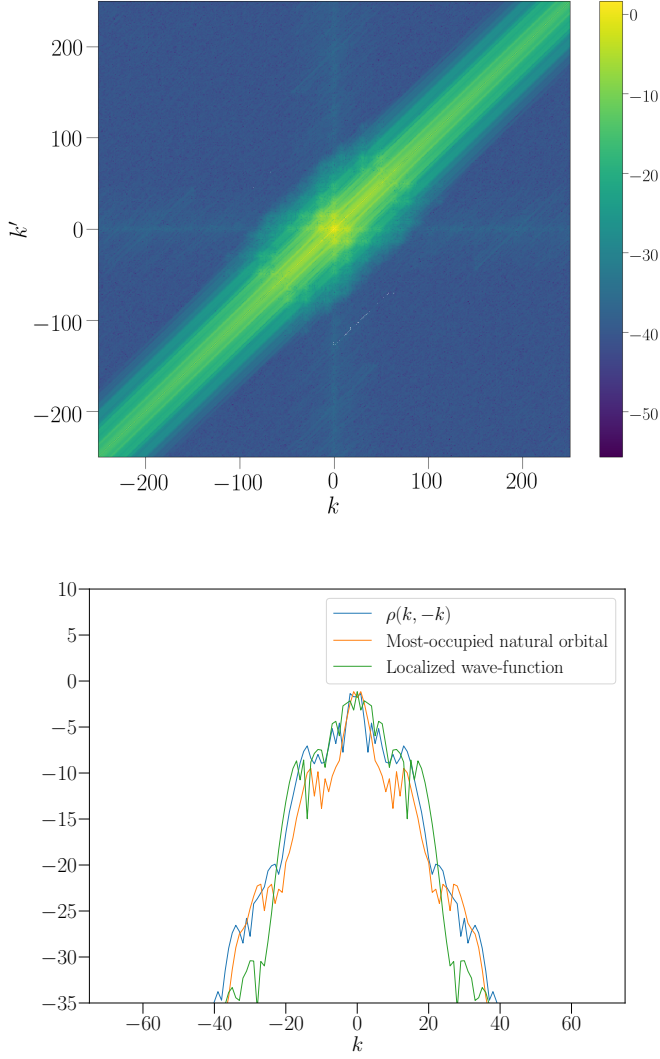 200
100
0
−100
−200
k′
−200 −100 0 100 200
k
0
−10
−20
−30
−40
−50
10
5
0
−5
−10
−15
−20
−25
−30
−35
ρ(k, −k)
Most-occupied natural orbital
Localized wave-function
−60 −40 −20 0 20 40 60
k